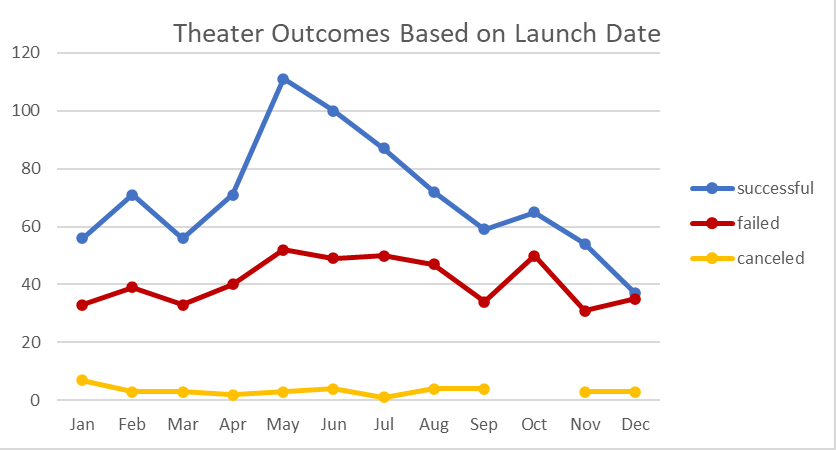 Theater Outcomes Based on Launch Date
120
100
80
60
40
20
0
Jan Feb Mar Apr May Jun Jul Aug Sep Oct Nov Dec
successful
failed
canceled